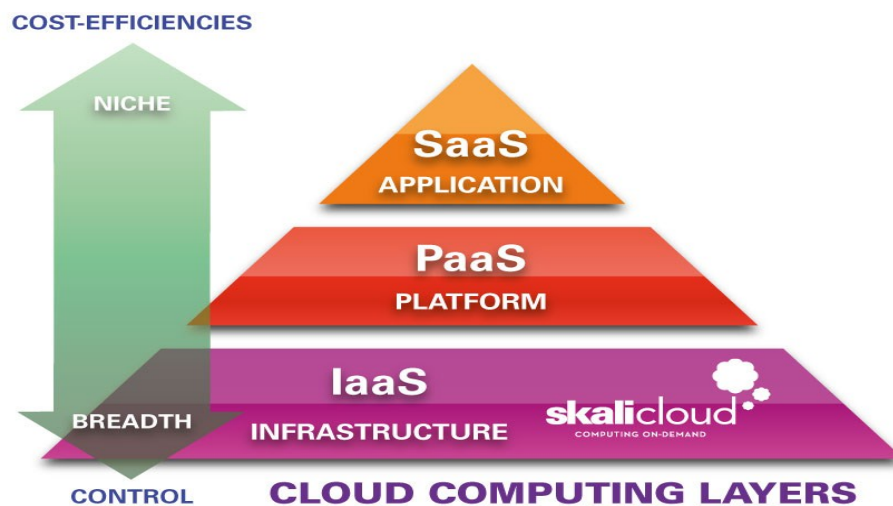 COST-EFFICIENCIES
NICHE
SaaS
APPLICATION
PaaS
PLATFORM
IaaS
INFRASTRUCTURE
skalicloud
COMPUTING ON-DEMAND
BREADTH
CONTROL
CLOUD COMPUTING LAYERS